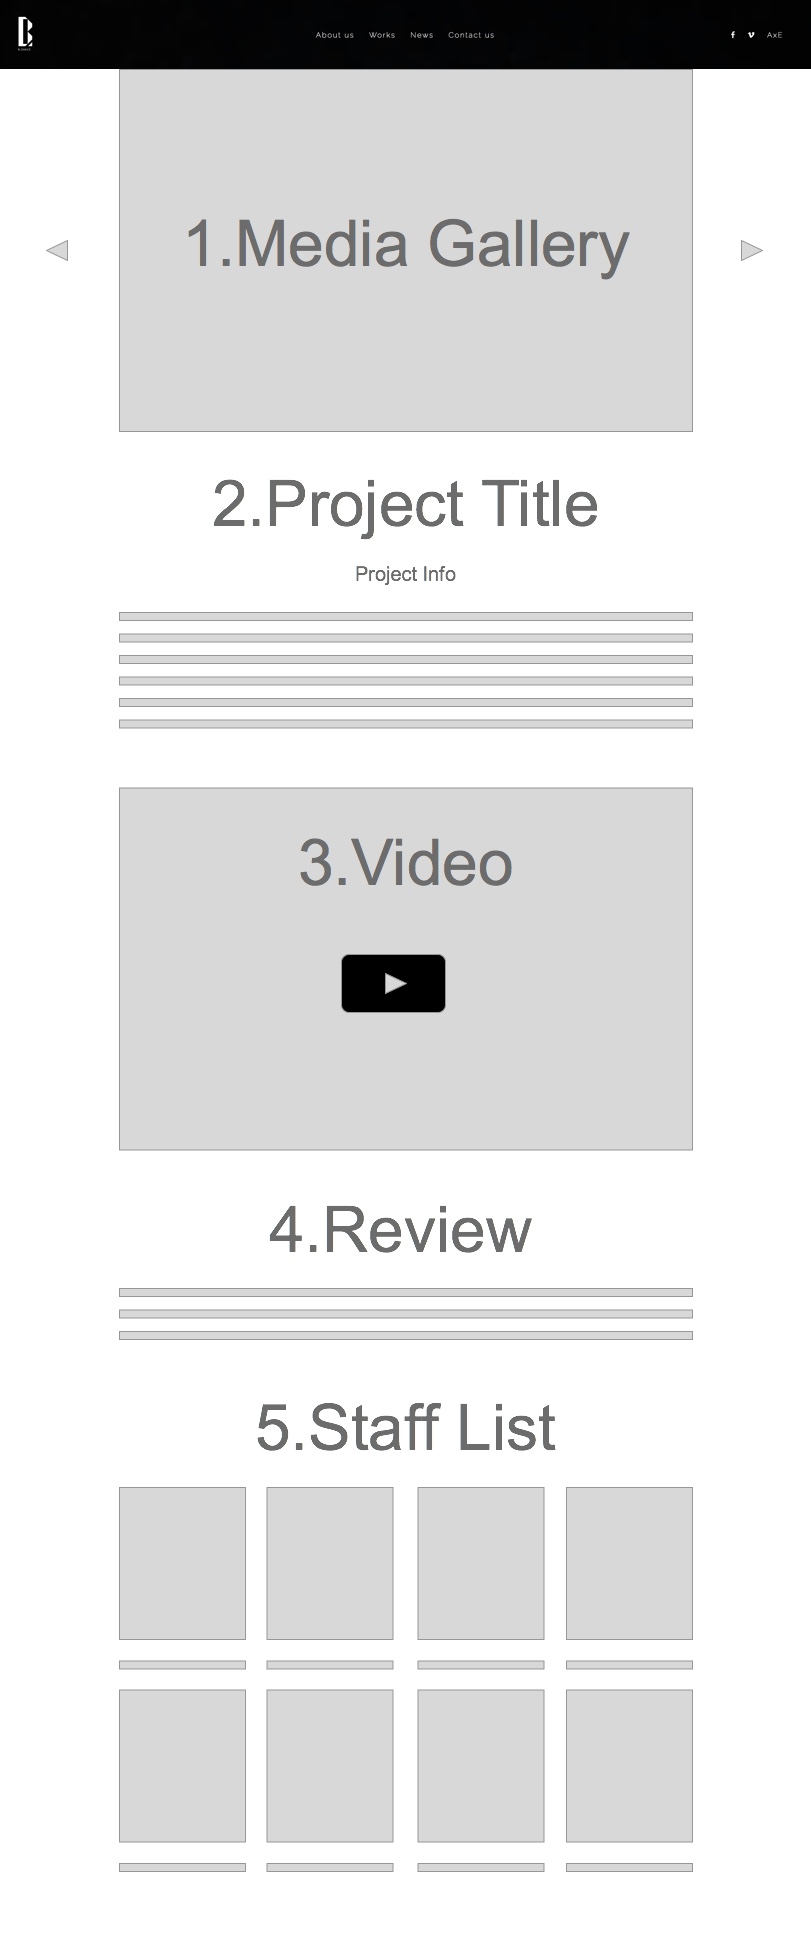 About us Works News Contact us AxE
1.Media Gallery
2.Project Title
Project Info
3.Video
4.Review
5.Staff List